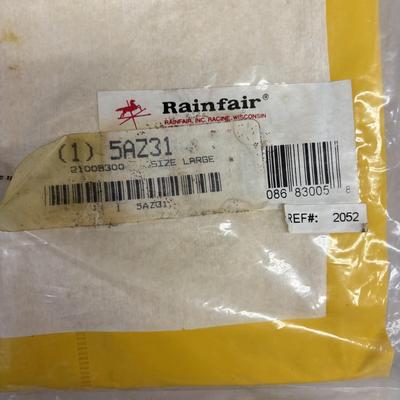 Rainfair®
RAINFAIR, INC. RACINE, WISCONSIN
(1) 5AZ31
21008300 SIZE LARGE
1 5AZ31
086 83005 8
REF#: 2052